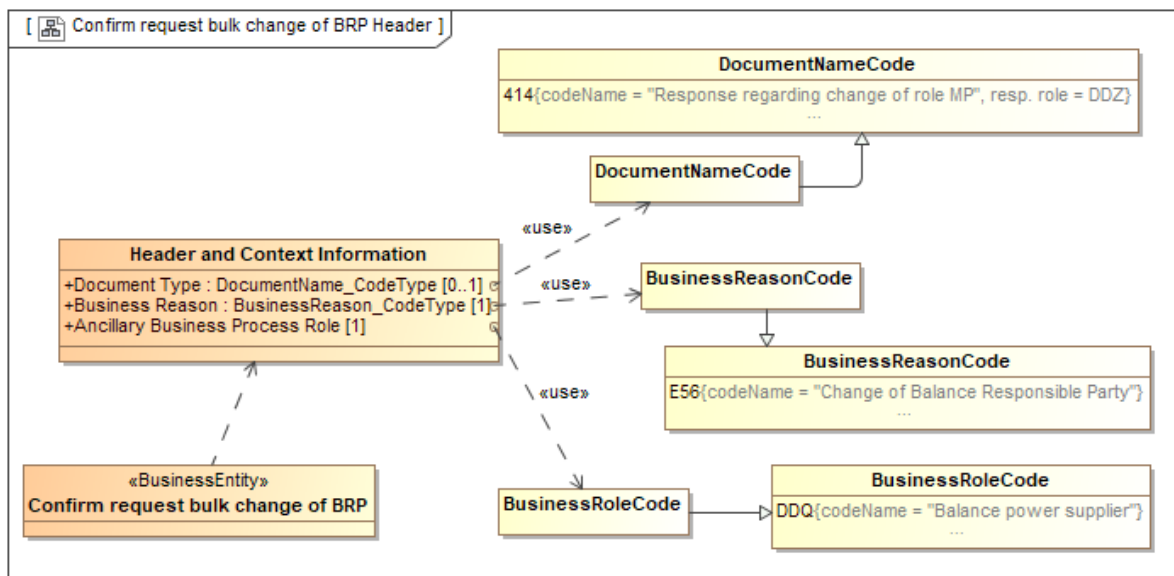 [ Confirm request bulk change of BRP Header ]
DocumentNameCode
414{codeName = "Response regarding change of role MP", resp. role = DDZ}
...
DocumentNameCode
«use»
Header and Context Information
+Document Type : DocumentName_CodeType [0..1]
+Business Reason : BusinessReason_CodeType [1]
+Ancillary Business Process Role [1]
«use»
BusinessReasonCode
BusinessReasonCode
E56{codeName = "Change of Balance Responsible Party"}
...
«use»
«BusinessEntity»
Confirm request bulk change of BRP
BusinessRoleCode
BusinessRoleCode
DDQ{codeName = "Balance power supplier"}
...